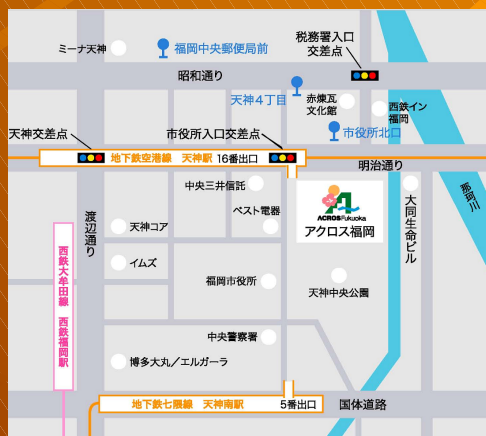 ミーナ天神
福岡中央郵便局前
税務署入口
交差点
昭和通り
天神4丁目
赤煉瓦
文化館
西鉄イン
福岡
市役所北口
天神交差点
市役所入口交差点
地下鉄空港線 天神駅 16番出口
明治通り
那珂川
中央三井信託
ベスト電器
ACROS Fukuoka
アクロス福岡
大同生命ビル
渡辺通り
天神コア
イムズ
西鉄大牟田線 西鉄福岡駅
福岡市役所
天神中央公園
中央警察署
博多大丸/エルガーラ
地下鉄七隈線 天神南駅
5番出口
国体道路